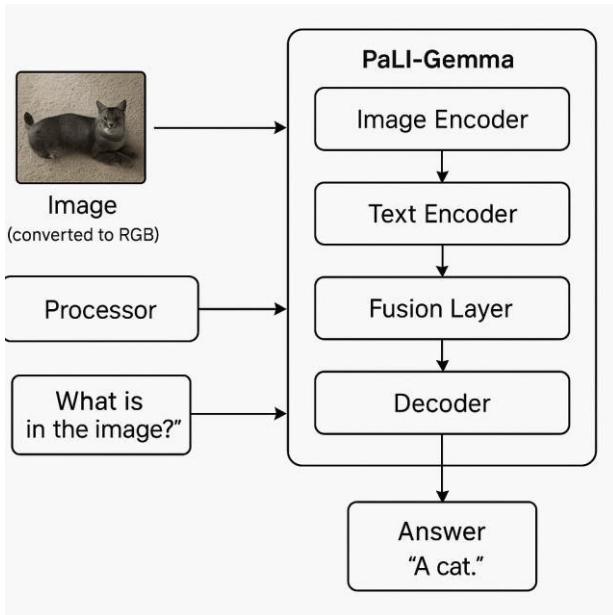 PaLI-Gemma
Image Encoder
Text Encoder
Fusion Layer
Decoder
Image
(converted to RGB)
Processor
What is
in the image?”
Answer
“A cat.”